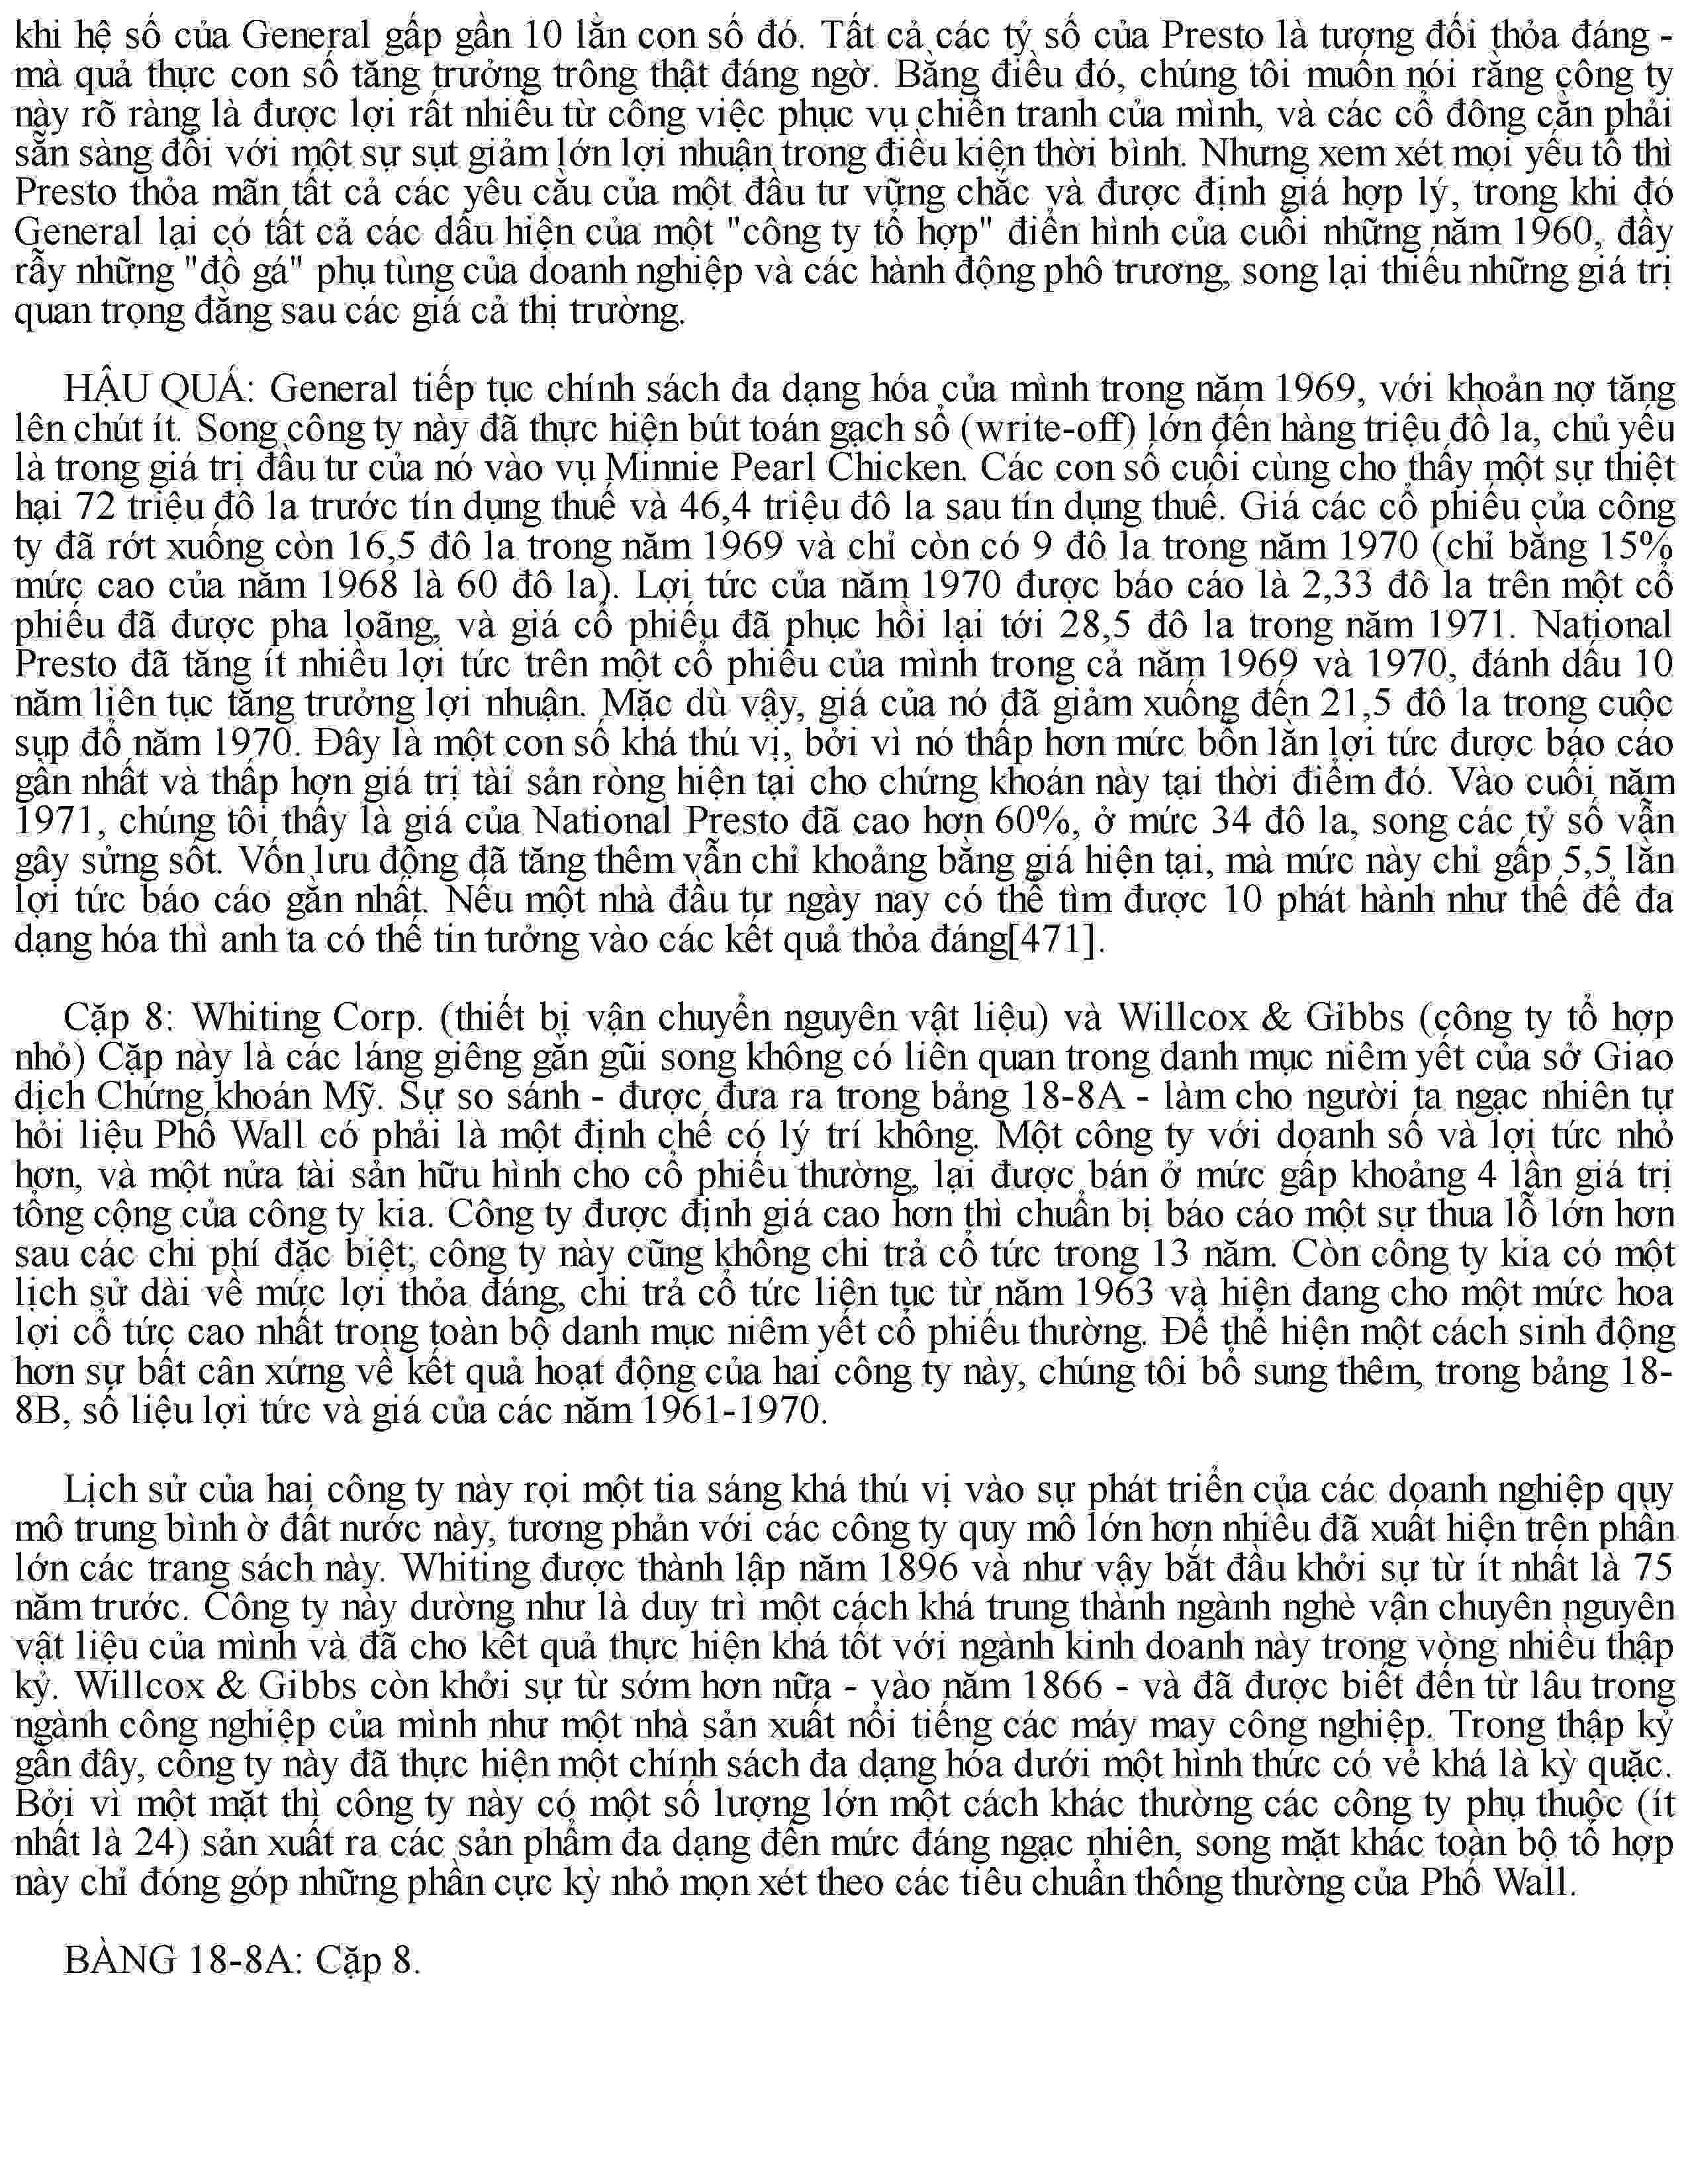 khi hệ số của General gấp gần 10 lần con số đó. Tất cả các tỷ số của Presto là tượng đối thỏa đáng -
mà quả thực con số tăng trưởng trông thật đáng ngờ. Bằng điều đó, chúng tôi muốn nói rằng công ty
này rõ ràng là được lợi rất nhiều từ công việc phục vụ chiến tranh của mình, và các cổ đông cần phải
sẵn sàng đối với một sự sụt giảm lớn lợi nhuận trong điều kiện thời bình. Nhưng xem xét mọi yếu tố thì
Presto thỏa mãn tất cả các yêu cầu của một đầu tư vững chắc và được định giá hợp lý, trong khi đó
General lại có tất cả các dấu hiện của một "công ty tổ hợp" điển hình của cuối những năm 1960, đầy
rẫy những "đồ gá" phụ tùng của doanh nghiệp và các hành động phô trương, song lại thiếu những giá trị
quan trọng đằng sau các giá cả thị trường.
HẬU QUÁ: General tiếp tục chính sách đa dạng hóa của mình trong năm 1969, với khoản nợ tăng
lên chút ít. Song công ty này đã thực hiện bút toán gạch sổ (write-off) lớn đến hàng triệu đô la, chủ yếu
là trong giá trị đầu tư của nó vào vụ Minnie Pearl Chicken. Các con số cuối cùng cho thấy một sự thiệt
hại 72 triệu đô la trước tín dụng thuế và 46,4 triệu đô la sau tín dụng thuế. Giá các cổ phiếu của công
ty đã rớt xuống còn 16,5 đô la trong năm 1969 và chỉ còn có 9 đô la trong năm 1970 (chỉ bằng 15%
mức cao của năm 1968 là 60 đô la). Lợi tức của năm 1970 được báo cáo là 2,33 đô la trên một cổ
phiếu đã được pha loãng, và giá cổ phiếu đã phục hồi lại tới 28,5 đô la trong năm 1971. National
Presto đã tăng ít nhiều lợi tức trên một cổ phiếu của mình trong cả năm 1969 và 1970, đánh dấu 10
năm liên tục tăng trưởng lợi nhuận. Mặc dù vậy, giá của nó đã giảm xuống đến 21,5 đô la trong cuộc
sụp đổ năm 1970. Đây là một con số khá thú vị, bởi vì nó thấp hơn mức bốn lần lợi tức được báo cáo
gần nhất và thấp hơn giá trị tài sản ròng hiện tại cho chứng khoán này tại thời điểm đó. Vào cuối năm
1971, chúng tôi thấy là giá của National Presto đã cao hơn 60%, ở mức 34 đô la, song các tỷ số vẫn
gây sửng sốt. Vốn lưu động đã tăng thêm vẫn chỉ khoảng bằng giá hiện tại, mà mức này chỉ gấp 5,5 lần
lợi tức báo cáo gần nhất. Nếu một nhà đầu tư ngày nay có thể tìm được 10 phát hành như thế để đa
dạng hóa thì anh ta có thể tin tưởng vào các kết quả thỏa đáng[471].
Cặp 8: Whiting Corp. (thiết bị vận chuyển nguyên vật liệu) và Willcox & Gibbs (công ty tổ hợp
nhỏ) Cặp này là các láng giêng gần gũi song không có liên quan trong danh mục niêm yết của sở Giao
dịch Chứng khoán Mỹ. Sự so sánh - được đưa ra trong bảng 18-8A - làm cho người ta ngạc nhiên tự
hỏi liệu Phố Wall có phải là một định chế có lý trí không. Một công ty với doanh số và lợi tức nhỏ
hơn, và một nửa tài sản hữu hình cho cổ phiếu thường, lại được bán ở mức gấp khoảng 4 lần giá trị
tổng cộng của công ty kia. Công ty được định giá cao hơn thì chuẩn bị báo cáo một sự thua lỗ lớn hơn
sau các chi phí đặc biệt; công ty này cũng không chi trả cổ tức trong 13 năm. Còn công ty kia có một
lịch sử dài về mức lợi thỏa đáng, chi trả cổ tức liên tục từ năm 1963 và hiện đang cho một mức hoa
lợi cổ tức cao nhất trong toàn bộ danh mục niêm yết cổ phiếu thường. Để thể hiện một cách sinh động
hơn sự bất cân xứng về kết quả hoạt động của hai công ty này, chúng tôi bổ sung thêm, trong bảng 18-
8B, số liệu lợi tức và giá của các năm 1961-1970.
Lịch sử của hai công ty này rọi một tia sáng khá thú vị vào sự phát triển của các doanh nghiệp quy
mô trung bình ờ đất nước này, tương phản với các công ty quy mô lớn hơn nhiều đã xuất hiện trên phần
lớn các trang sách này. Whiting được thành lập năm 1896 và như vậy bắt đầu khởi sự từ ít nhất là 75
năm trước. Công ty này dường như là duy trì một cách khá trung thành ngành nghề vận chuyên nguyên
vật liệu của mình và đã cho kết quả thực hiện khá tốt với ngành kinh doanh này trong vòng nhiều thập
kỷ. Willcox & Gibbs còn khởi sự từ sớm hơn nữa - vào năm 1866 - và đã được biết đến từ lâu trong
ngành công nghiệp của mình như một nhà sản xuất nổi tiếng các máy may công nghiệp. Trong thập kỷ
gần đây, công ty này đã thực hiện một chính sách đa dạng hóa dưới một hình thức có vẻ khá là kỳ quặc.
Bởi vì một mặt thì công ty này có một số lượng lớn một cách khác thường các công ty phụ thuộc (ít
nhất là 24) sản xuất ra các sản phẩm đa dạng đến mức đáng ngạc nhiên, song mặt khác toàn bộ tổ hợp
này chỉ đóng góp những phần cực kỳ nhỏ mọn xét theo các tiêu chuẩn thông thường của Phố Wall.
BÀNG 18-8A: Cặp 8.